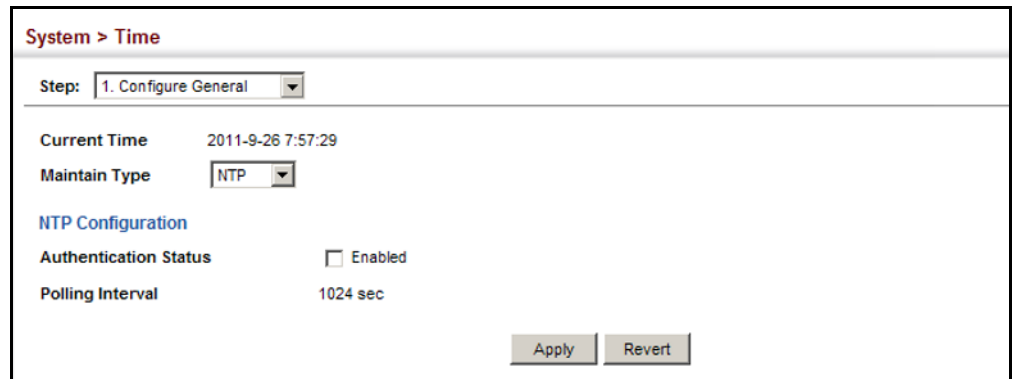 System > Time
Step: 1. Configure General
Current Time 2011-9-26 7:57:29
Maintain Type NTP
NTP Configuration
Authentication Status Enabled
Polling Interval 1024 sec
Apply Revert